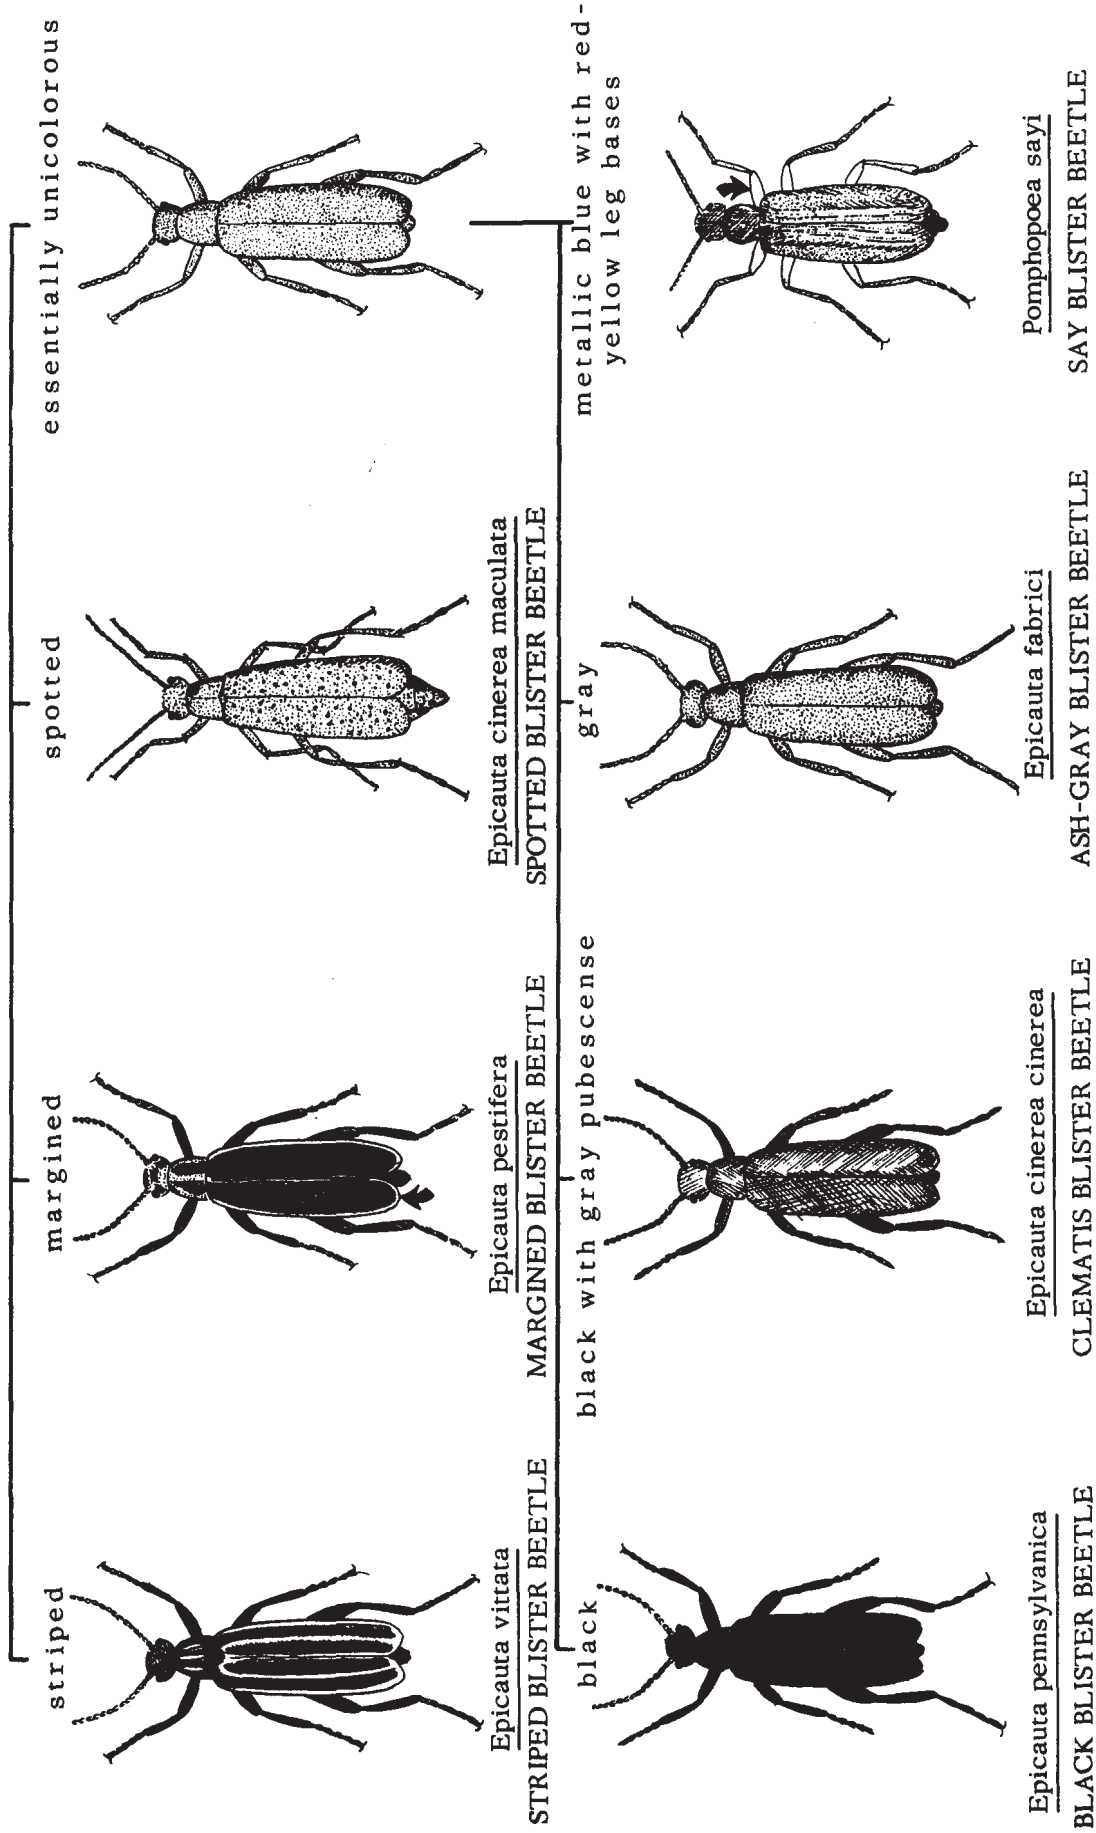 striped
margined
spotted
essentially unicolorous
Epicauta vittata
STRIPED BLISTER BEETLE
Epicauta pestifera
MARGINED BLISTER BEETLE
Epicauta cinerea maculata
SPOTTED BLISTER BEETLE
black
black with gray pubescense
gray
metallic blue with red-
yellow leg bases
Epicauta pennsylvanica
BLACK BLISTER BEETLE
Epicauta cinerea cinerea
CLEMATIS BLISTER BEETLE
Epicauta fabrici
ASH-GRAY BLISTER BEETLE
Pomphopoea sayi
SAY BLISTER BEETLE